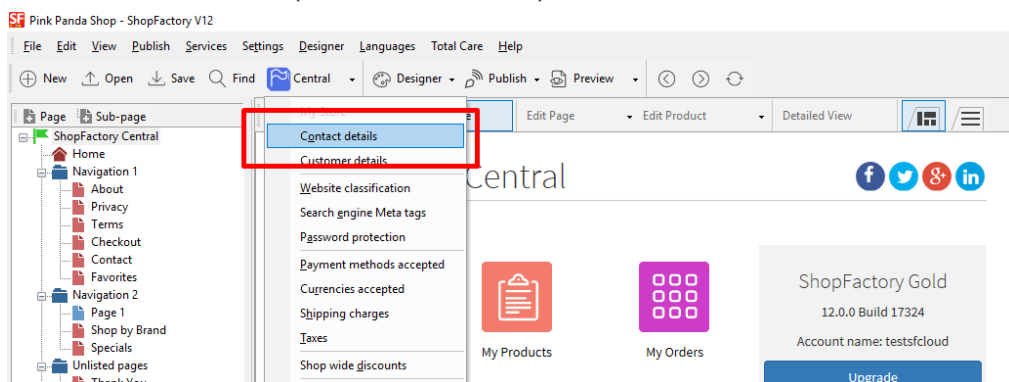 SF Pink Panda Shop - ShopFactory V12
File Edit View Publish Services Settings Designer Languages Total Care Help
New Open Save Find Central Designer Publish Preview
Page Sub-page
Edit Page Edit Product Detailed View
ShopFactory Central
Home
Navigation 1
About
Privacy
Terms
Checkout
Contact
Favorites
Navigation 2
Page 1
Shop by Brand
Specials
Unlisted pages
Thank You
My Store
Contact details
Customer details
Website classification
Search engine Meta tags
Password protection
Payment methods accepted
Currencies accepted
Shipping charges
Taxes
Shop wide discounts
Central
f 8+ in
My Products
My Orders
ShopFactory Gold
12.0.0 Build 17324
Account name: testsfcloud
Upgrade